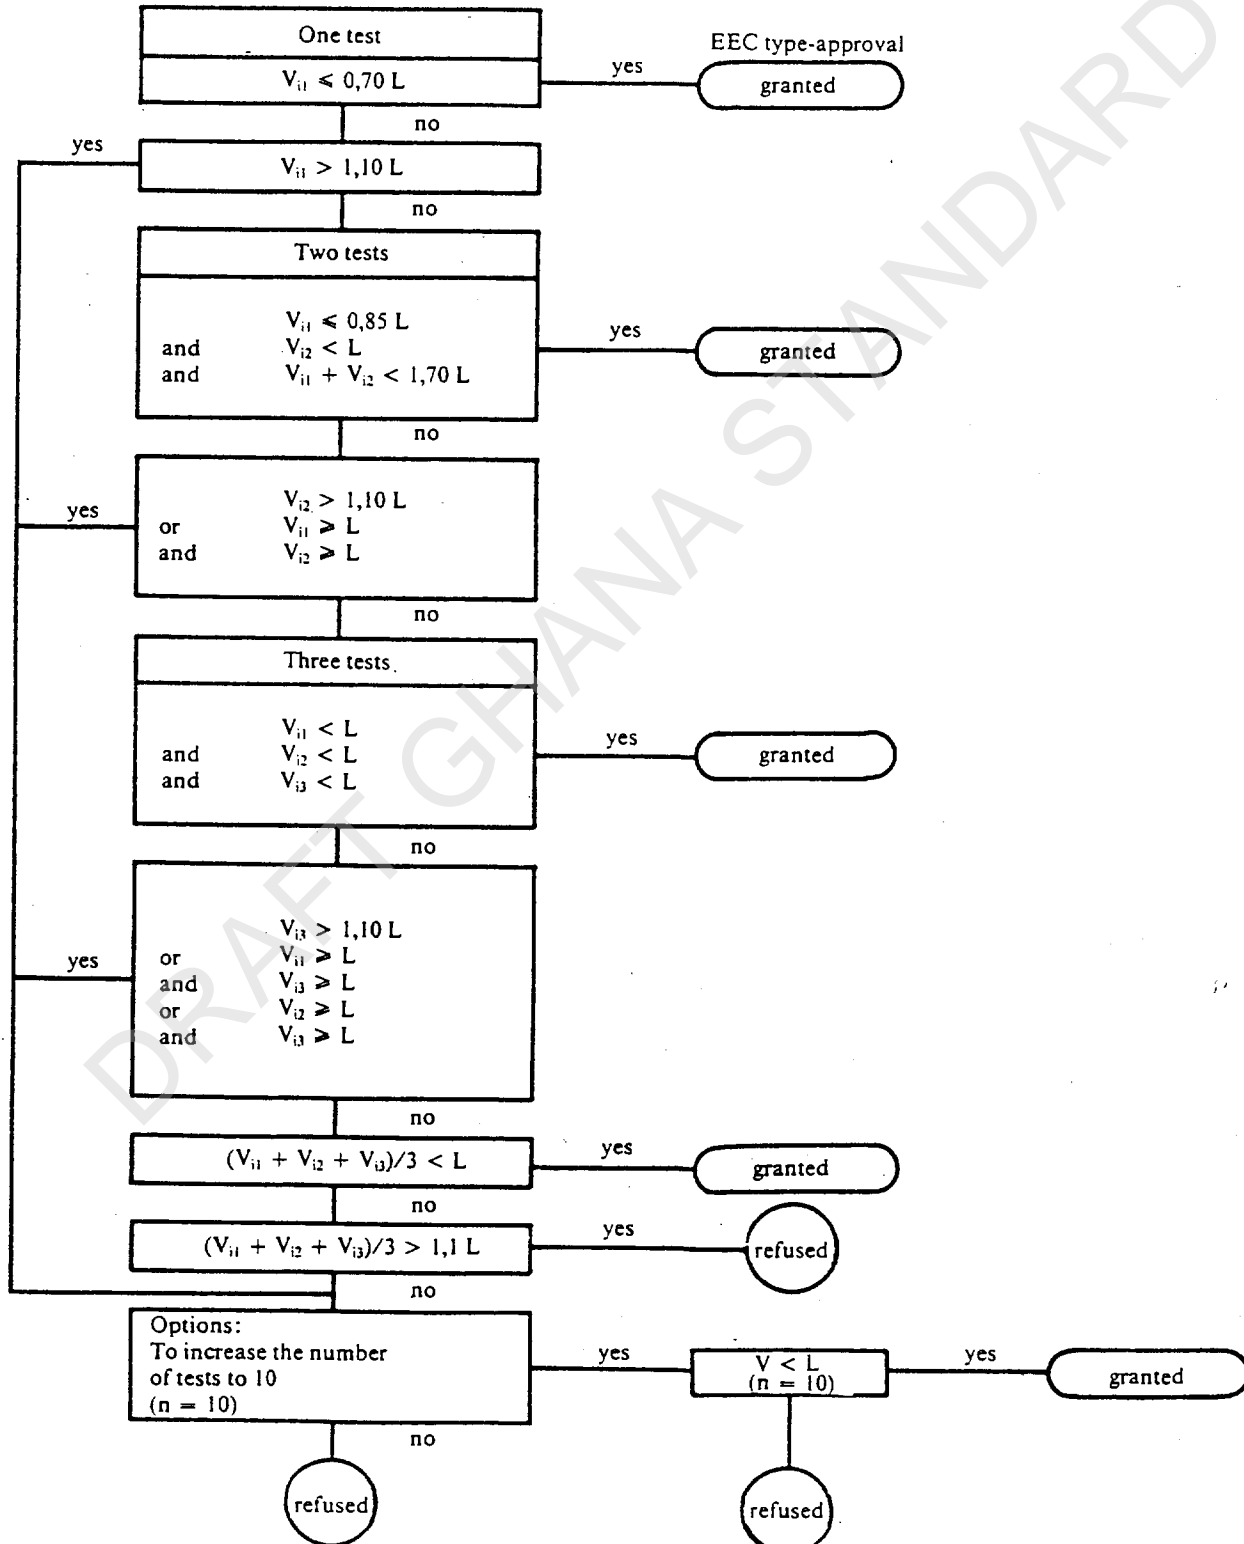 One test
EEC type-approval
V_i1 ⩽ 0,70 L
yes
granted
no
yes
V_i1 > 1,10 L
no
Two tests
V_i1 ⩽ 0,85 L
and V_i2 < L
and V_i1 + V_i2 < 1,70 L
yes
granted
no
yes
V_i2 > 1,10 L
or V_i1 ⩾ L
and V_i2 ⩾ L
no
Three tests
V_i1 < L
and V_i2 < L
and V_i3 < L
yes
granted
no
yes
V_i3 > 1,10 L
or V_i1 ⩾ L
and V_i3 ⩾ L
or V_i2 ⩾ L
and V_i3 ⩾ L
no
(V_i1 + V_i2 + V_i3)/3 < L
yes
granted
no
(V_i1 + V_i2 + V_i3)/3 > 1,1 L
yes
refused
no
Options:
To increase the number
of tests to 10
(n = 10)
yes
V < L
(n = 10)
yes
granted
no
refused
refused
DRAFT GHANA STANDARD